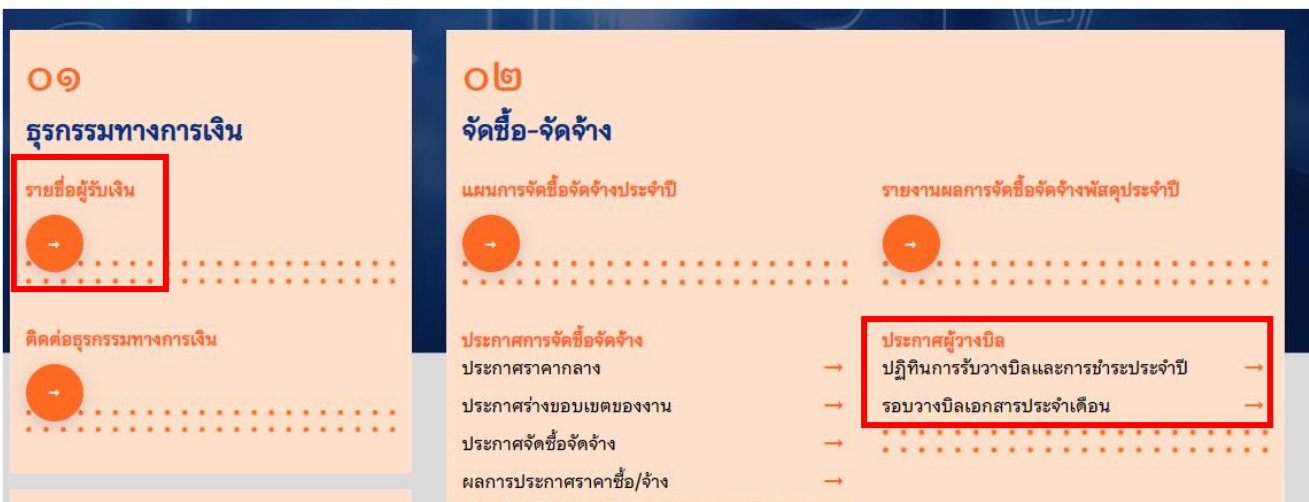 ๐๑
ธุรกรรมทางการเงิน
รายชื่อผู้รับเงิน
→
ติดต่อธุรกรรมทางการเงิน
→
๐๒
จัดซื้อ-จัดจ้าง
แผนการจัดซื้อจัดจ้างประจำปี
→
รายงานผลการจัดซื้อจัดจ้างพัสดุประจำปี
→
ประกาศการจัดซื้อจัดจ้าง
ประกาศราคากลาง →
ประกาศร่างขอบเขตของงาน →
ประกาศจัดซื้อจัดจ้าง →
ผลการประกาศราคาซื้อ/จ้าง →
ประกาศผู้วางบิล
ปฏิทินการรับวางบิลและการชำระประจำปี →
รอบวางบิลเอกสารประจำเดือน →